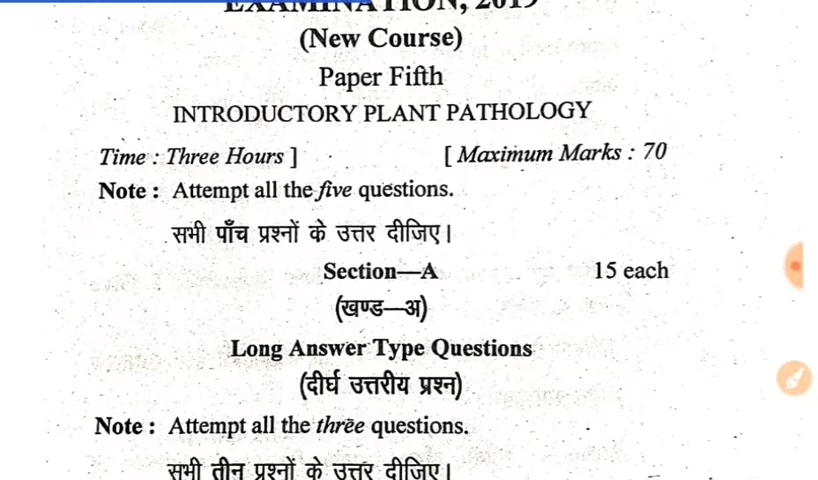 EXAMINATION, 2019
(New Course)
Paper Fifth
INTRODUCTORY PLANT PATHOLOGY
Time : Three Hours ] [ Maximum Marks : 70
Note : Attempt all the five questions.
सभी पाँच प्रश्नों के उत्तर दीजिए।
Section—A 15 each
(खण्ड—अ)
Long Answer Type Questions
(दीर्घ उत्तरीय प्रश्न)
Note : Attempt all the three questions.
सभी तीन प्रश्नों के उत्तर दीजिए।